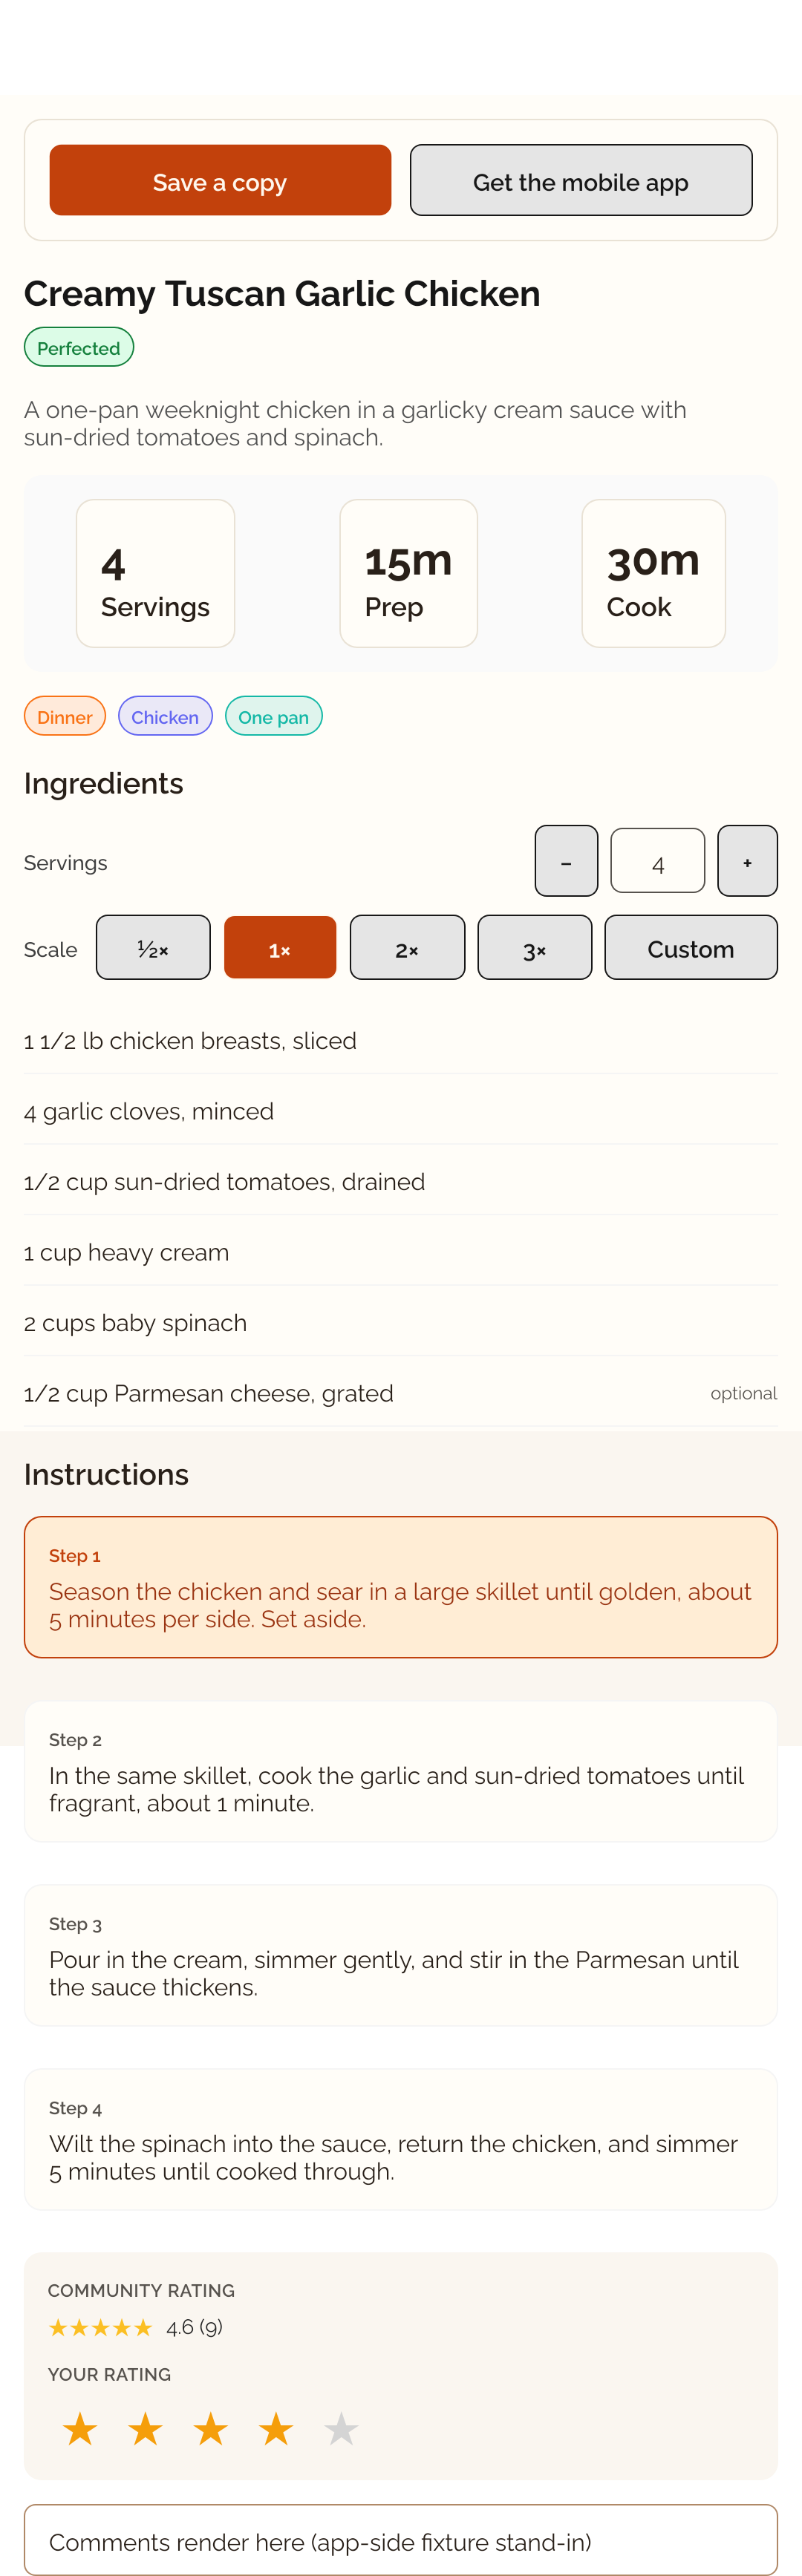 Save a copy
Get the mobile app
Creamy Tuscan Garlic Chicken
Perfected
A one-pan weeknight chicken in a garlicky cream sauce with
sun-dried tomatoes and spinach.
4
Servings
15m
Prep
30m
Cook
Dinner
Chicken
One pan
Ingredients
Servings
−
4
+
Scale
½×
1×
2×
3×
Custom
1 1/2 lb chicken breasts, sliced
4 garlic cloves, minced
1/2 cup sun-dried tomatoes, drained
1 cup heavy cream
2 cups baby spinach
1/2 cup Parmesan cheese, grated
optional
Instructions
Step 1
Season the chicken and sear in a large skillet until golden, about
5 minutes per side. Set aside.
Step 2
In the same skillet, cook the garlic and sun-dried tomatoes until
fragrant, about 1 minute.
Step 3
Pour in the cream, simmer gently, and stir in the Parmesan until
the sauce thickens.
Step 4
Wilt the spinach into the sauce, return the chicken, and simmer
5 minutes until cooked through.
COMMUNITY RATING
★★★★★ 4.6 (9)
YOUR RATING
★ ★ ★ ★ ★
Comments render here (app-side fixture stand-in)